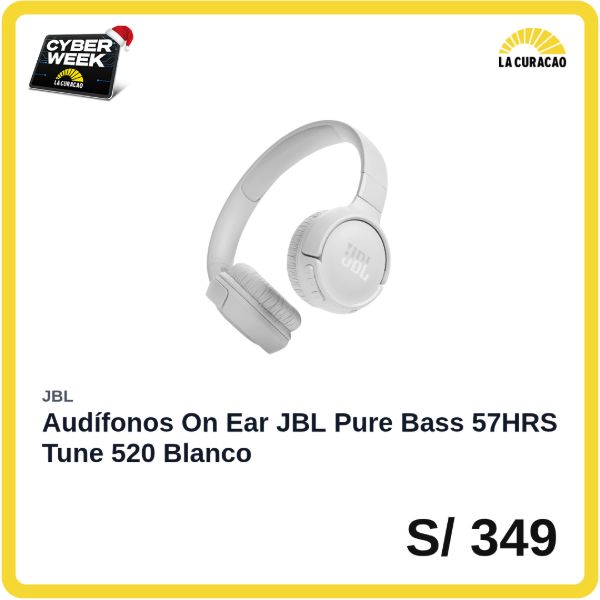 CYBER
WEEK
LA CURACAO
LA CURACAO
JBL
JBL
Audífonos On Ear JBL Pure Bass 57HRS
Tune 520 Blanco
S/ 349